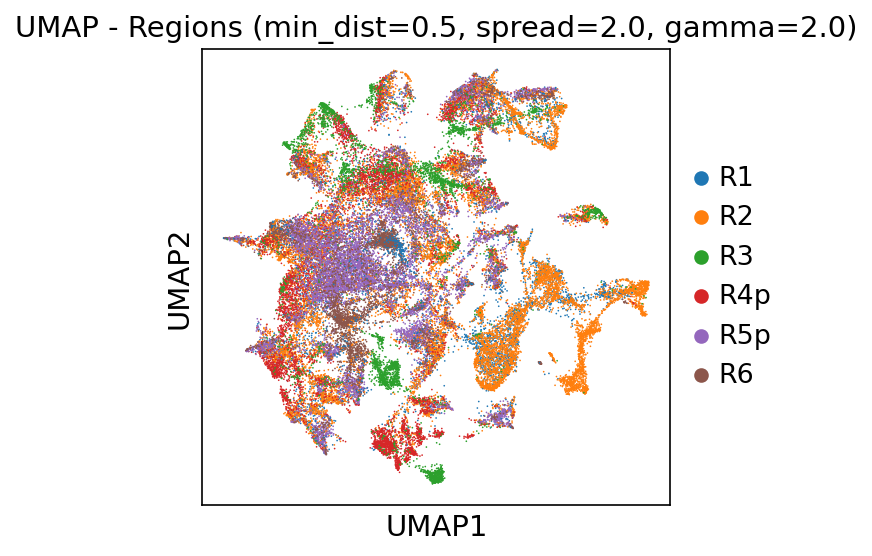 UMAP - Regions (min_dist=0.5, spread=2.0, gamma=2.0)
R1
R2
R3
R4p
R5p
R6
UMAP2
UMAP1